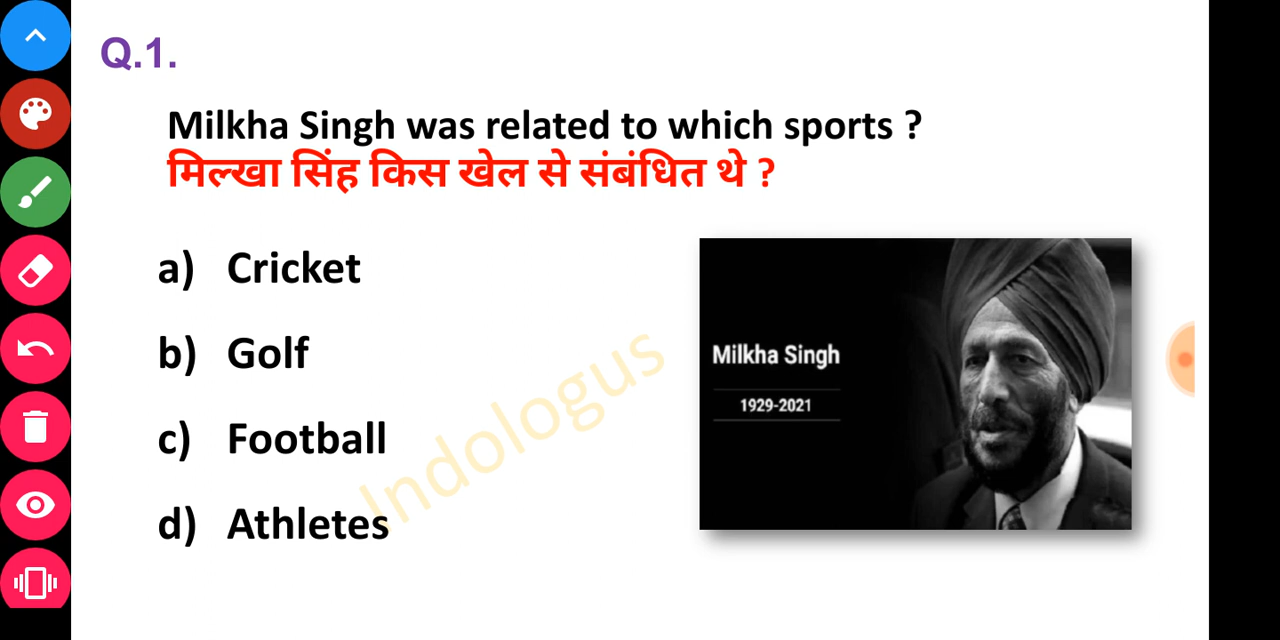 Q.1.
Milkha Singh was related to which sports ?
मिल्खा सिंह किस खेल से संबंधित थे ?
a) Cricket
b) Golf
c) Football
d) Athletes
Milkha Singh
1929-2021
Indologus